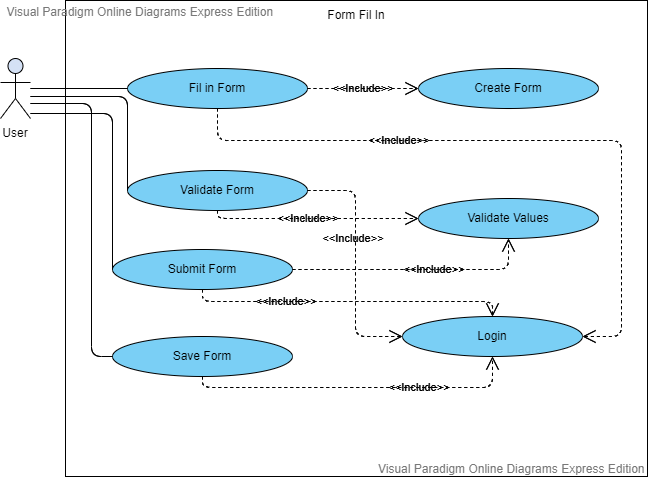 Visual Paradigm Online Diagrams Express Edition
Form Fil In
Fil in Form
<<Include>>
Create Form
User
<<Include>>
Validate Form
<<Include>>
Validate Values
<<Include>>
Submit Form
<<Include>>
<<Include>>
Login
Save Form
<<Include>>
Visual Paradigm Online Diagrams Express Edition